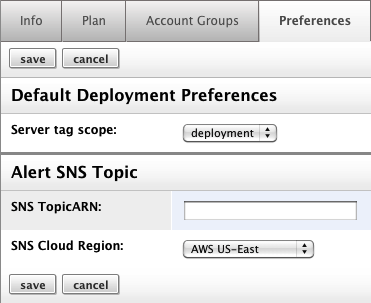 Info Plan Account Groups Preferences
save cancel
Default Deployment Preferences
Server tag scope: deployment
Alert SNS Topic
SNS TopicARN:
SNS Cloud Region: AWS US-East
save cancel